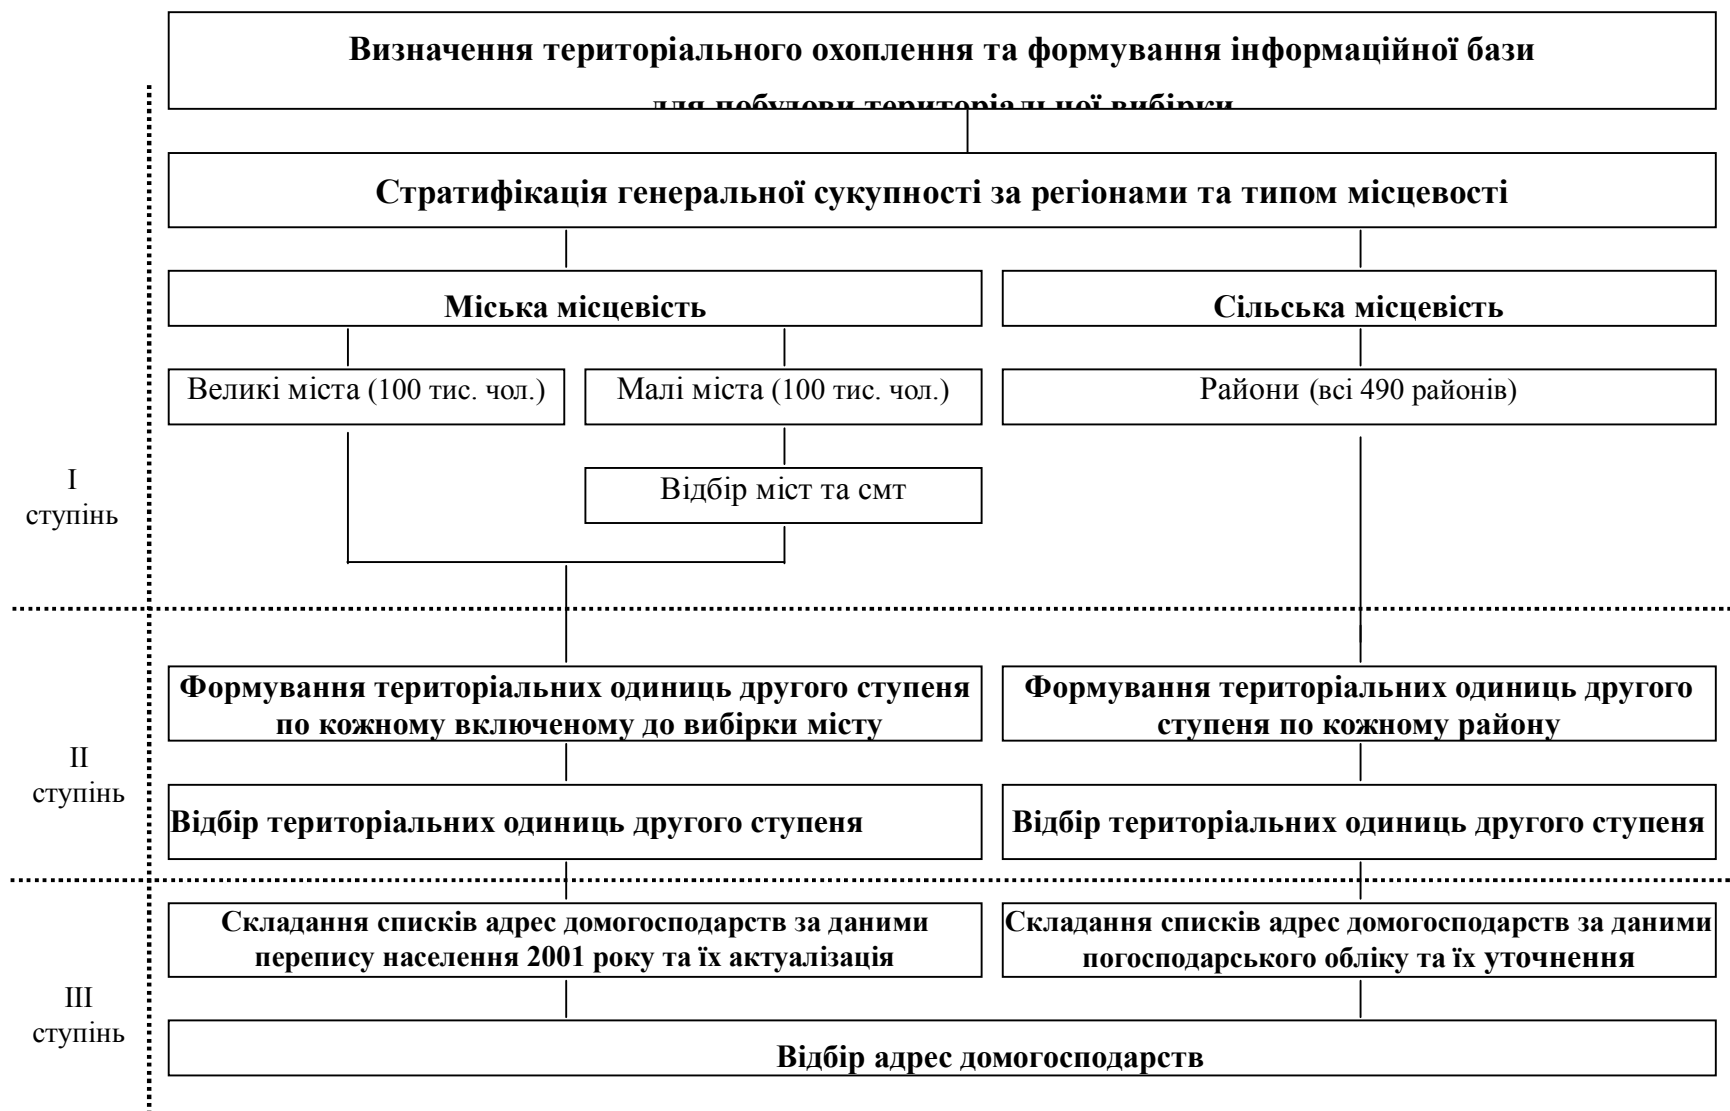 Визначення територіального охоплення та формування інформаційної бази
для побудови територіальної вибірки
Стратифікація генеральної сукупності за регіонами та типом місцевості
Міська місцевість
Сільська місцевість
Великі міста (100 тис. чол.)
Малі міста (100 тис. чол.)
Райони (всі 490 районів)
Відбір міст та смт
I
ступінь
Формування територіальних одиниць другого ступеня
по кожному включеному до вибірки місту
Формування територіальних одиниць другого
ступеня по кожному району
II
ступінь
Відбір територіальних одиниць другого ступеня
Відбір територіальних одиниць другого ступеня
Складання списків адрес домогосподарств за даними
перепису населення 2001 року та їх актуалізація
Складання списків адрес домогосподарств за даними
погосподарського обліку та їх уточнення
III
ступінь
Відбір адрес домогосподарств